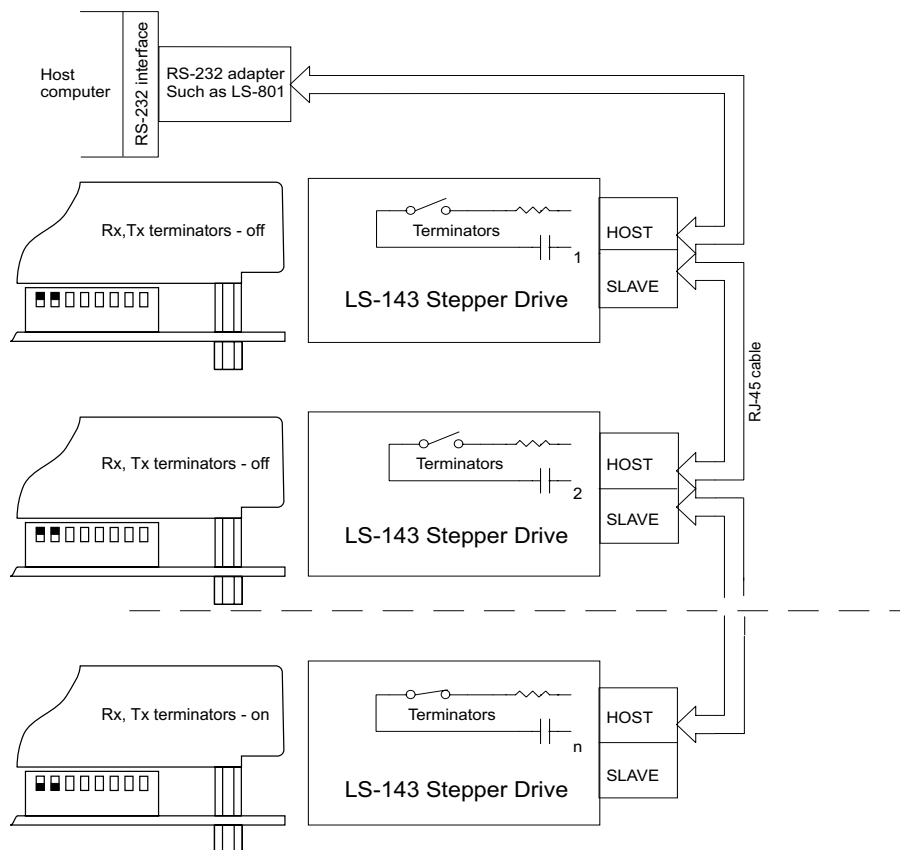 Host
computer
RS-232 interface
RS-232 adapter
Such as LS-801
Rx,Tx terminators - off
Terminators
1
LS-143 Stepper Drive
HOST
SLAVE
RJ-45 cable
Rx, Tx terminators - off
Terminators
2
LS-143 Stepper Drive
HOST
SLAVE
Rx, Tx terminators - on
Terminators
n
LS-143 Stepper Drive
HOST
SLAVE